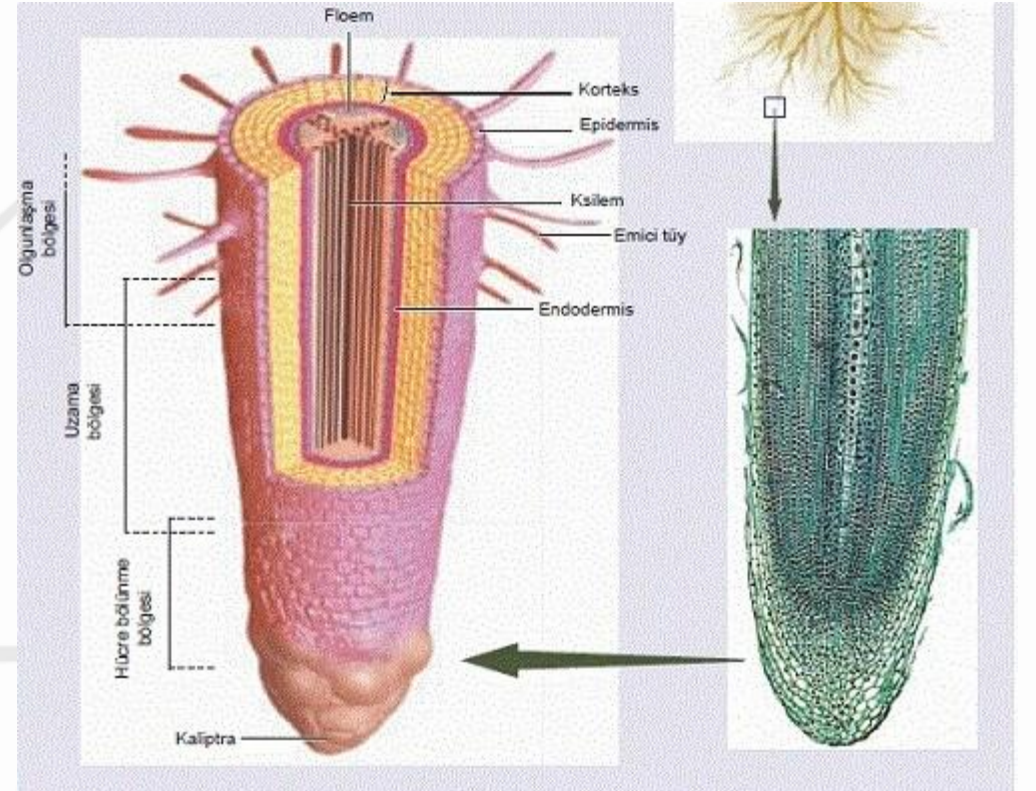 Floem
Korteks
Epidermis
Ksilem
Emici tüy
Endodermis
Olgunlaşma
bölgesi
Uzama
bölgesi
Hücre bölünme
bölgesi
Kaliptra